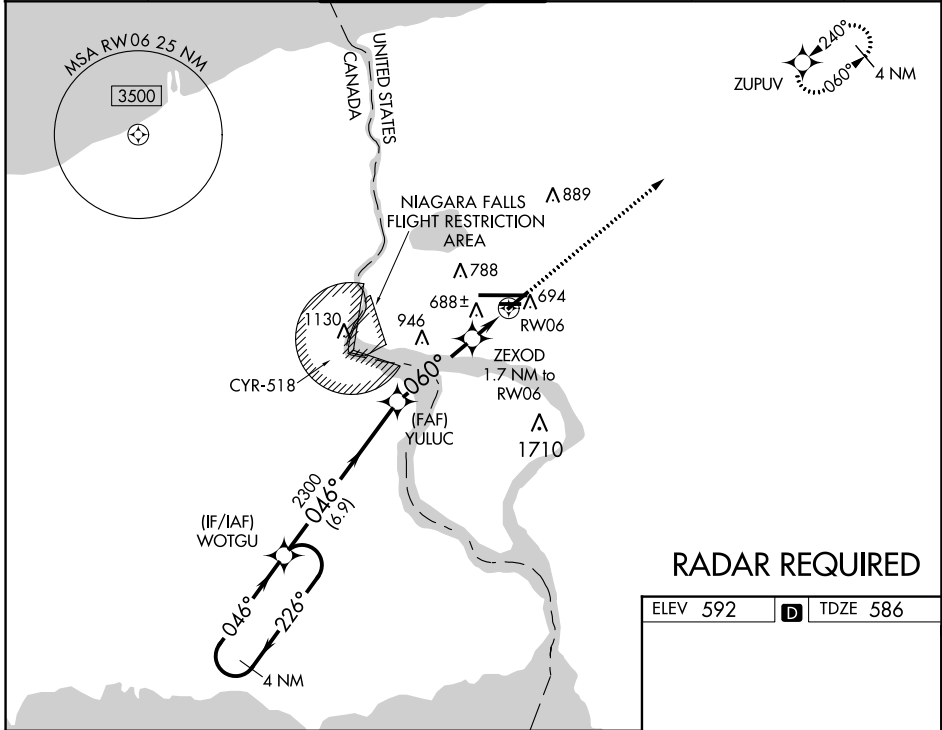 MSA RW06 25 NM
3500
UNITED STATES
CANADA
240°
060°
ZUPUV
4 NM
889
NIAGARA FALLS
FLIGHT RESTRICTION
AREA
788
688±
694
RW06
1130
946
ZEXOD
1.7 NM to
RW06
CYR-518
060°
(FAF)
YULUC
1710
2300
046°
(6.9)
(IF/IAF)
WOTGU
046°
226°
4 NM
RADAR REQUIRED
ELEV 592 D TDZE 586